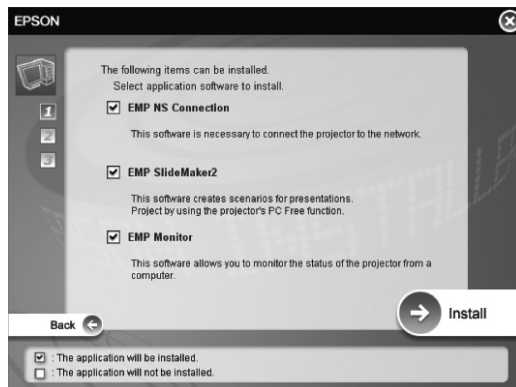 EPSON
The following items can be installed.
Select application software to install.
1
2
3
EMP NS Connection
This software is necessary to connect the projector to the network.
EMP SlideMaker2
This software creates scenarios for presentations.
Project by using the projector's PC Free function.
EMP Monitor
This software allows you to monitor the status of the projector from a
computer.
Back
Install
: The application will be installed.
: The application will not be installed.